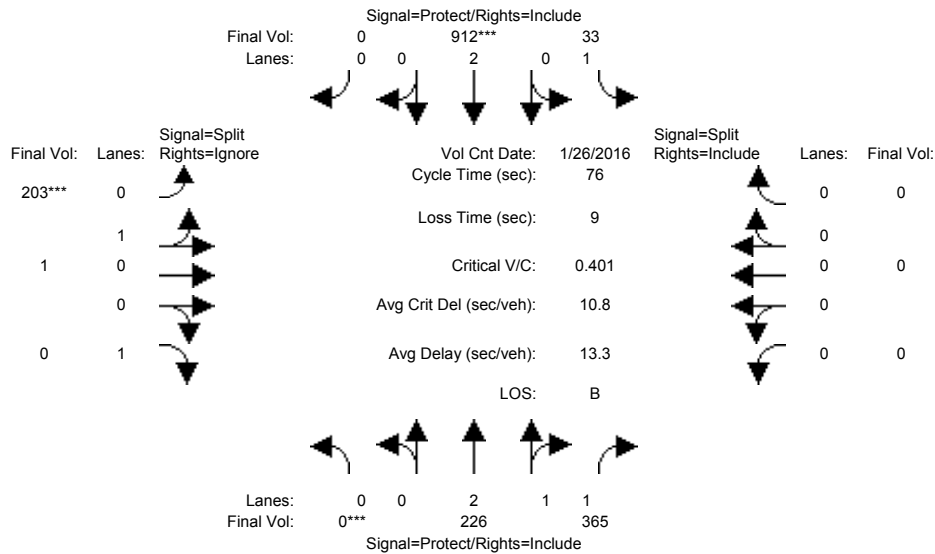 Signal=Protect/Rights=Include
Final Vol: 0 912*** 33
Lanes: 0 0 2 0 1
Signal=Split Signal=Split
Final Vol: Lanes: Rights=Ignore Vol Cnt Date: 1/26/2016 Rights=Include Lanes: Final Vol:
Cycle Time (sec): 76
203*** 0 0 0
Loss Time (sec): 9
1 0
1 0 Critical V/C: 0.401 0 0
0 Avg Crit Del (sec/veh): 10.8 0
0 1 Avg Delay (sec/veh): 13.3 0 0
LOS: B
Lanes: 0 0 2 1 1
Final Vol: 0*** 226 365
Signal=Protect/Rights=Include